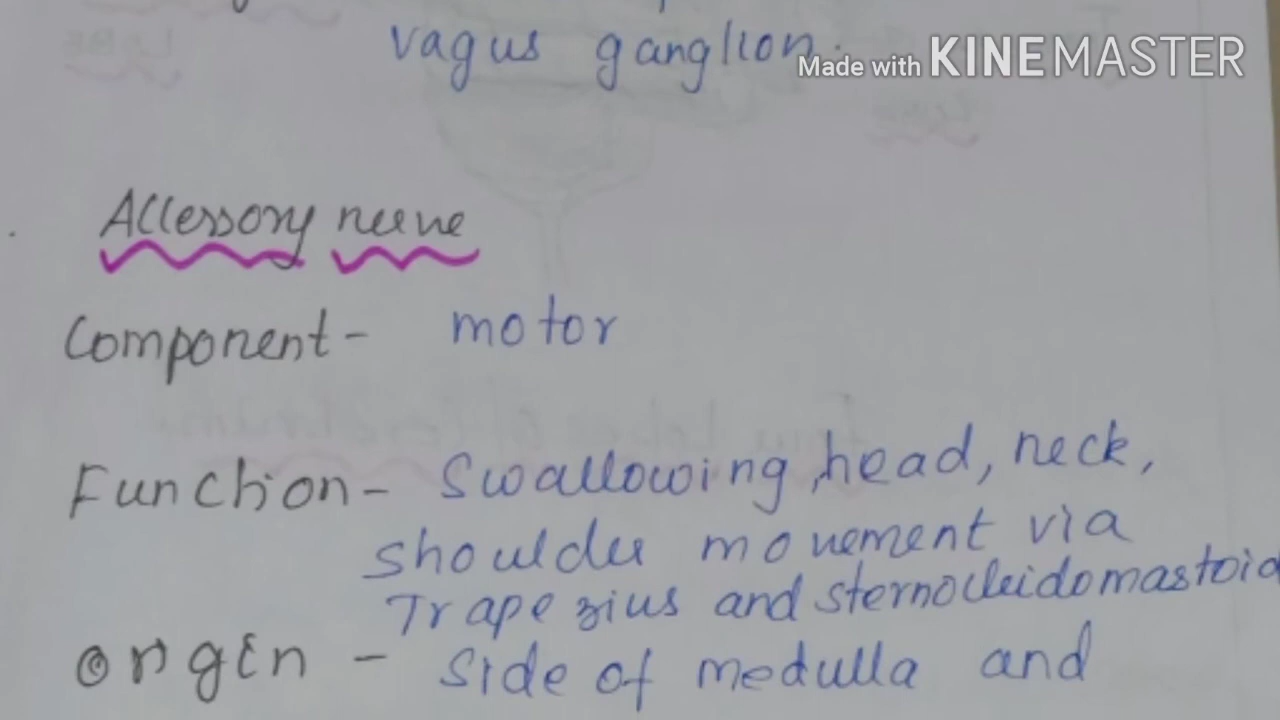 vagus ganglion.
Made with KINEMASTER
Accessory nerve
Component - motor
Function - Swallowing, head, neck,
shoulder movement via
Trapezius and sternocleidomastoid
Origin - Side of medulla and